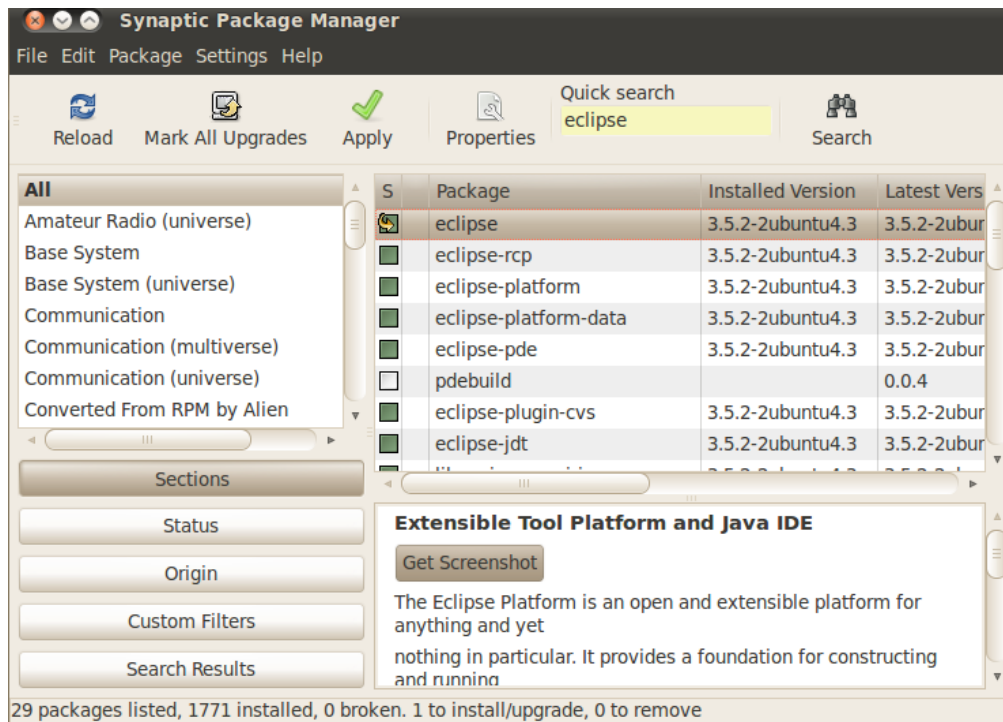 Synaptic Package Manager
File Edit Package Settings Help
Reload
Mark All Upgrades
Apply
Properties
Quick search
eclipse
Search
All
Amateur Radio (universe)
Base System
Base System (universe)
Communication
Communication (multiverse)
Communication (universe)
Converted From RPM by Alien
Sections
Status
Origin
Custom Filters
Search Results
S Package Installed Version Latest Vers
eclipse 3.5.2-2ubuntu4.3 3.5.2-2ubur
eclipse-rcp 3.5.2-2ubuntu4.3 3.5.2-2ubur
eclipse-platform 3.5.2-2ubuntu4.3 3.5.2-2ubur
eclipse-platform-data 3.5.2-2ubuntu4.3 3.5.2-2ubur
eclipse-pde 3.5.2-2ubuntu4.3 3.5.2-2ubur
pdebuild 0.0.4
eclipse-plugin-cvs 3.5.2-2ubuntu4.3 3.5.2-2ubur
eclipse-jdt 3.5.2-2ubuntu4.3 3.5.2-2ubur
Extensible Tool Platform and Java IDE
Get Screenshot
The Eclipse Platform is an open and extensible platform for
anything and yet
nothing in particular. It provides a foundation for constructing
and running
29 packages listed, 1771 installed, 0 broken. 1 to install/upgrade, 0 to remove